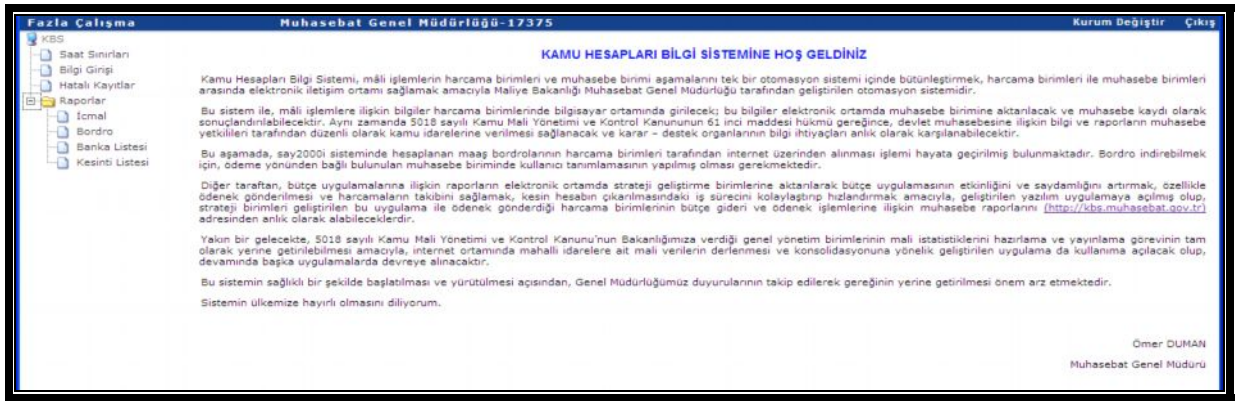 Fazla Çalışma Muhasebat Genel Müdürlüğü-17375 Kurum Değiştir Çıkış
KBS
Saat Sınırları
Bilgi Girişi
Hatalı Kayıtlar
Raporlar
İcmal
Bordro
Banka Listesi
Kesinti Listesi
KAMU HESAPLARI BİLGİ SİSTEMİNE HOŞ GELDİNİZ
Kamu Hesapları Bilgi Sistemi, mâli işlemlerin harcama birimleri ve muhasebe birimi aşamalarını tek bir otomasyon sistemi içinde bütünleştirmek, harcama birimleri ile muhasebe birimleri
arasında elektronik iletişim ortamı sağlamak amacıyla Maliye Bakanlığı Muhasebat Genel Müdürlüğü tarafından geliştirilen otomasyon sistemidir.
Bu sistem ile, mâli işlemlere ilişkin bilgiler harcama birimlerinde bilgisayar ortamında girilecek; bu bilgiler elektronik ortamda muhasebe birimine aktarılacak ve muhasebe kaydı olarak
sonuçlandırılabilecektir. Aynı zamanda 5018 sayılı Kamu Mali Yönetimi ve Kontrol Kanununun 61 inci maddesi hükmü gereğince, devlet muhasebesine ilişkin bilgi ve raporların muhasebe
yetkilileri tarafından düzenli olarak kamu idarelerine verilmesi sağlanacak ve karar – destek organlarının bilgi ihtiyaçları anlık olarak karşılanabilecektir.
Bu aşamada, say2000i sisteminde hesaplanan maaş bordrolarının harcama birimleri tarafından internet üzerinden alınması işlemi hayata geçirilmiş bulunmaktadır. Bordro indirebilmek
için, ödeme yönünden bağlı bulunulan muhasebe biriminde kullanıcı tanımlamasının yapılmış olması gerekmektedir.
Diğer taraftan, bütçe uygulamalarına ilişkin raporların elektronik ortamda strateji geliştirme birimlerine aktarılarak bütçe uygulamasının etkinliğini ve saydamlığını artırmak, özellikle
ödenek gönderilmesi ve harcamaların takibini sağlamak, kesin hesabın çıkarılmasındaki iş sürecini kolaylaştırıp hızlandırmak amacıyla, geliştirilen yazılım uygulamaya açılmış olup,
strateji birimleri geliştirilen bu uygulama ile ödenek gönderdiği harcama birimlerinin bütçe gideri ve ödenek işlemlerine ilişkin muhasebe raporlarını (http://kbs.muhasebat.gov.tr)
adresinden anlık olarak alabileceklerdir.
Yakın bir gelecekte, 5018 sayılı Kamu Mali Yönetimi ve Kontrol Kanunu'nun Bakanlığımıza verdiği genel yönetim birimlerinin mali istatistiklerini hazırlama ve yayınlama görevinin tam
olarak yerine getirilebilmesi amacıyla, internet ortamında mahalli idarelere ait mali verilerin derlenmesi ve konsolidasyonuna yönelik geliştirilen uygulama da kullanıma açılacak olup,
devamında başka uygulamalarda devreye alınacaktır.
Bu sistemin sağlıklı bir şekilde başlatılması ve yürütülmesi açısından, Genel Müdürlüğümüz duyurularının takip edilerek gereğinin yerine getirilmesi önem arz etmektedir.
Sistemin ülkemize hayırlı olmasını diliyorum.
Ömer DUMAN
Muhasebat Genel Müdürü